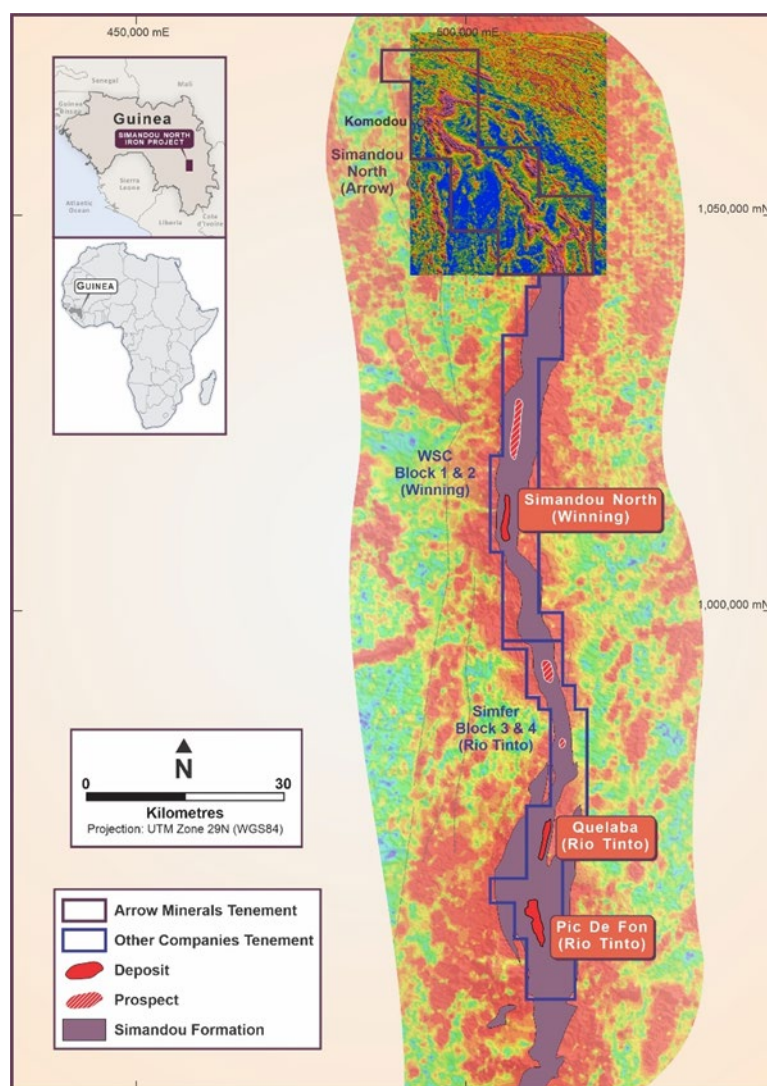 450,000 mE
500,000 mE
Senegal
Mali
Guinea
Bissau
Guinea
SIMANDOU NORTH
IRON PROJECT
Sierra
Leone
Atlantic
Ocean
Liberia
Cote
d'Ivoire
GUINEA
Komodou
Simandou
North
(Arrow)
1,050,000 mN
WSC
Block 1 & 2
(Winning)
Simandou North
(Winning)
1,000,000 mN
Simfer
Block 3 & 4
(Rio Tinto)
N
0
30
Kilometres
Projection: UTM Zone 29N (WGS84)
Quelaba
(Rio Tinto)
Pic De Fon
(Rio Tinto)
Arrow Minerals Tenement
Other Companies Tenement
Deposit
Prospect
Simandou Formation